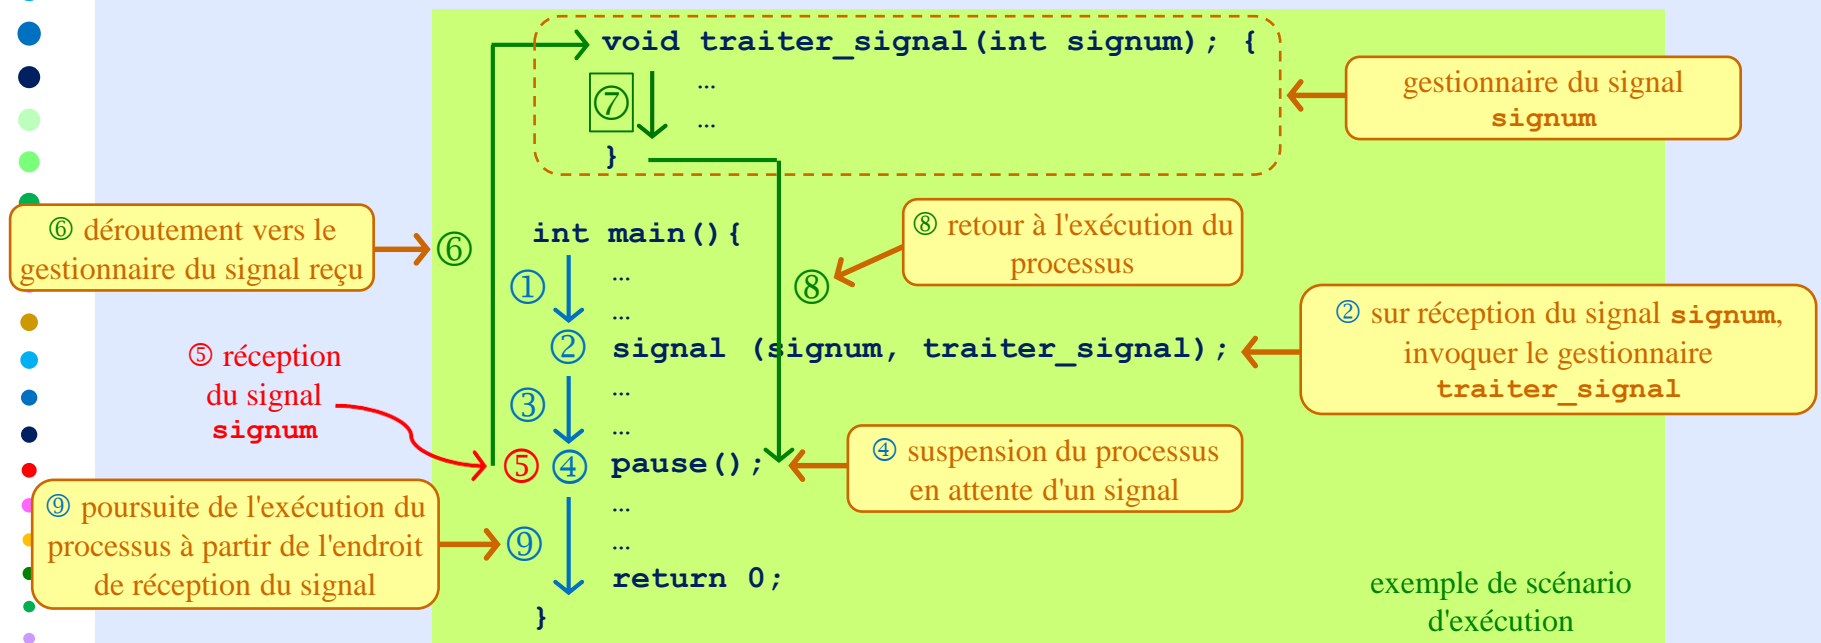 void traiter_signal(int signum); {
⑦
…
…
}
gestionnaire du signal
signum
⑥ déroutement vers le
gestionnaire du signal reçu
⑥
int main(){
①
…
…
⑧ retour à l'exécution du
processus
⑧
② signal (signum, traiter_signal);
② sur réception du signal signum,
invoquer le gestionnaire
traiter_signal
⑤ réception
du signal
signum
③
…
…
⑤ ④ pause();
④ suspension du processus
en attente d'un signal
⑨ poursuite de l'exécution du
processus à partir de l'endroit
de réception du signal
⑨
…
…
return 0;
}
exemple de scénario
d'exécution